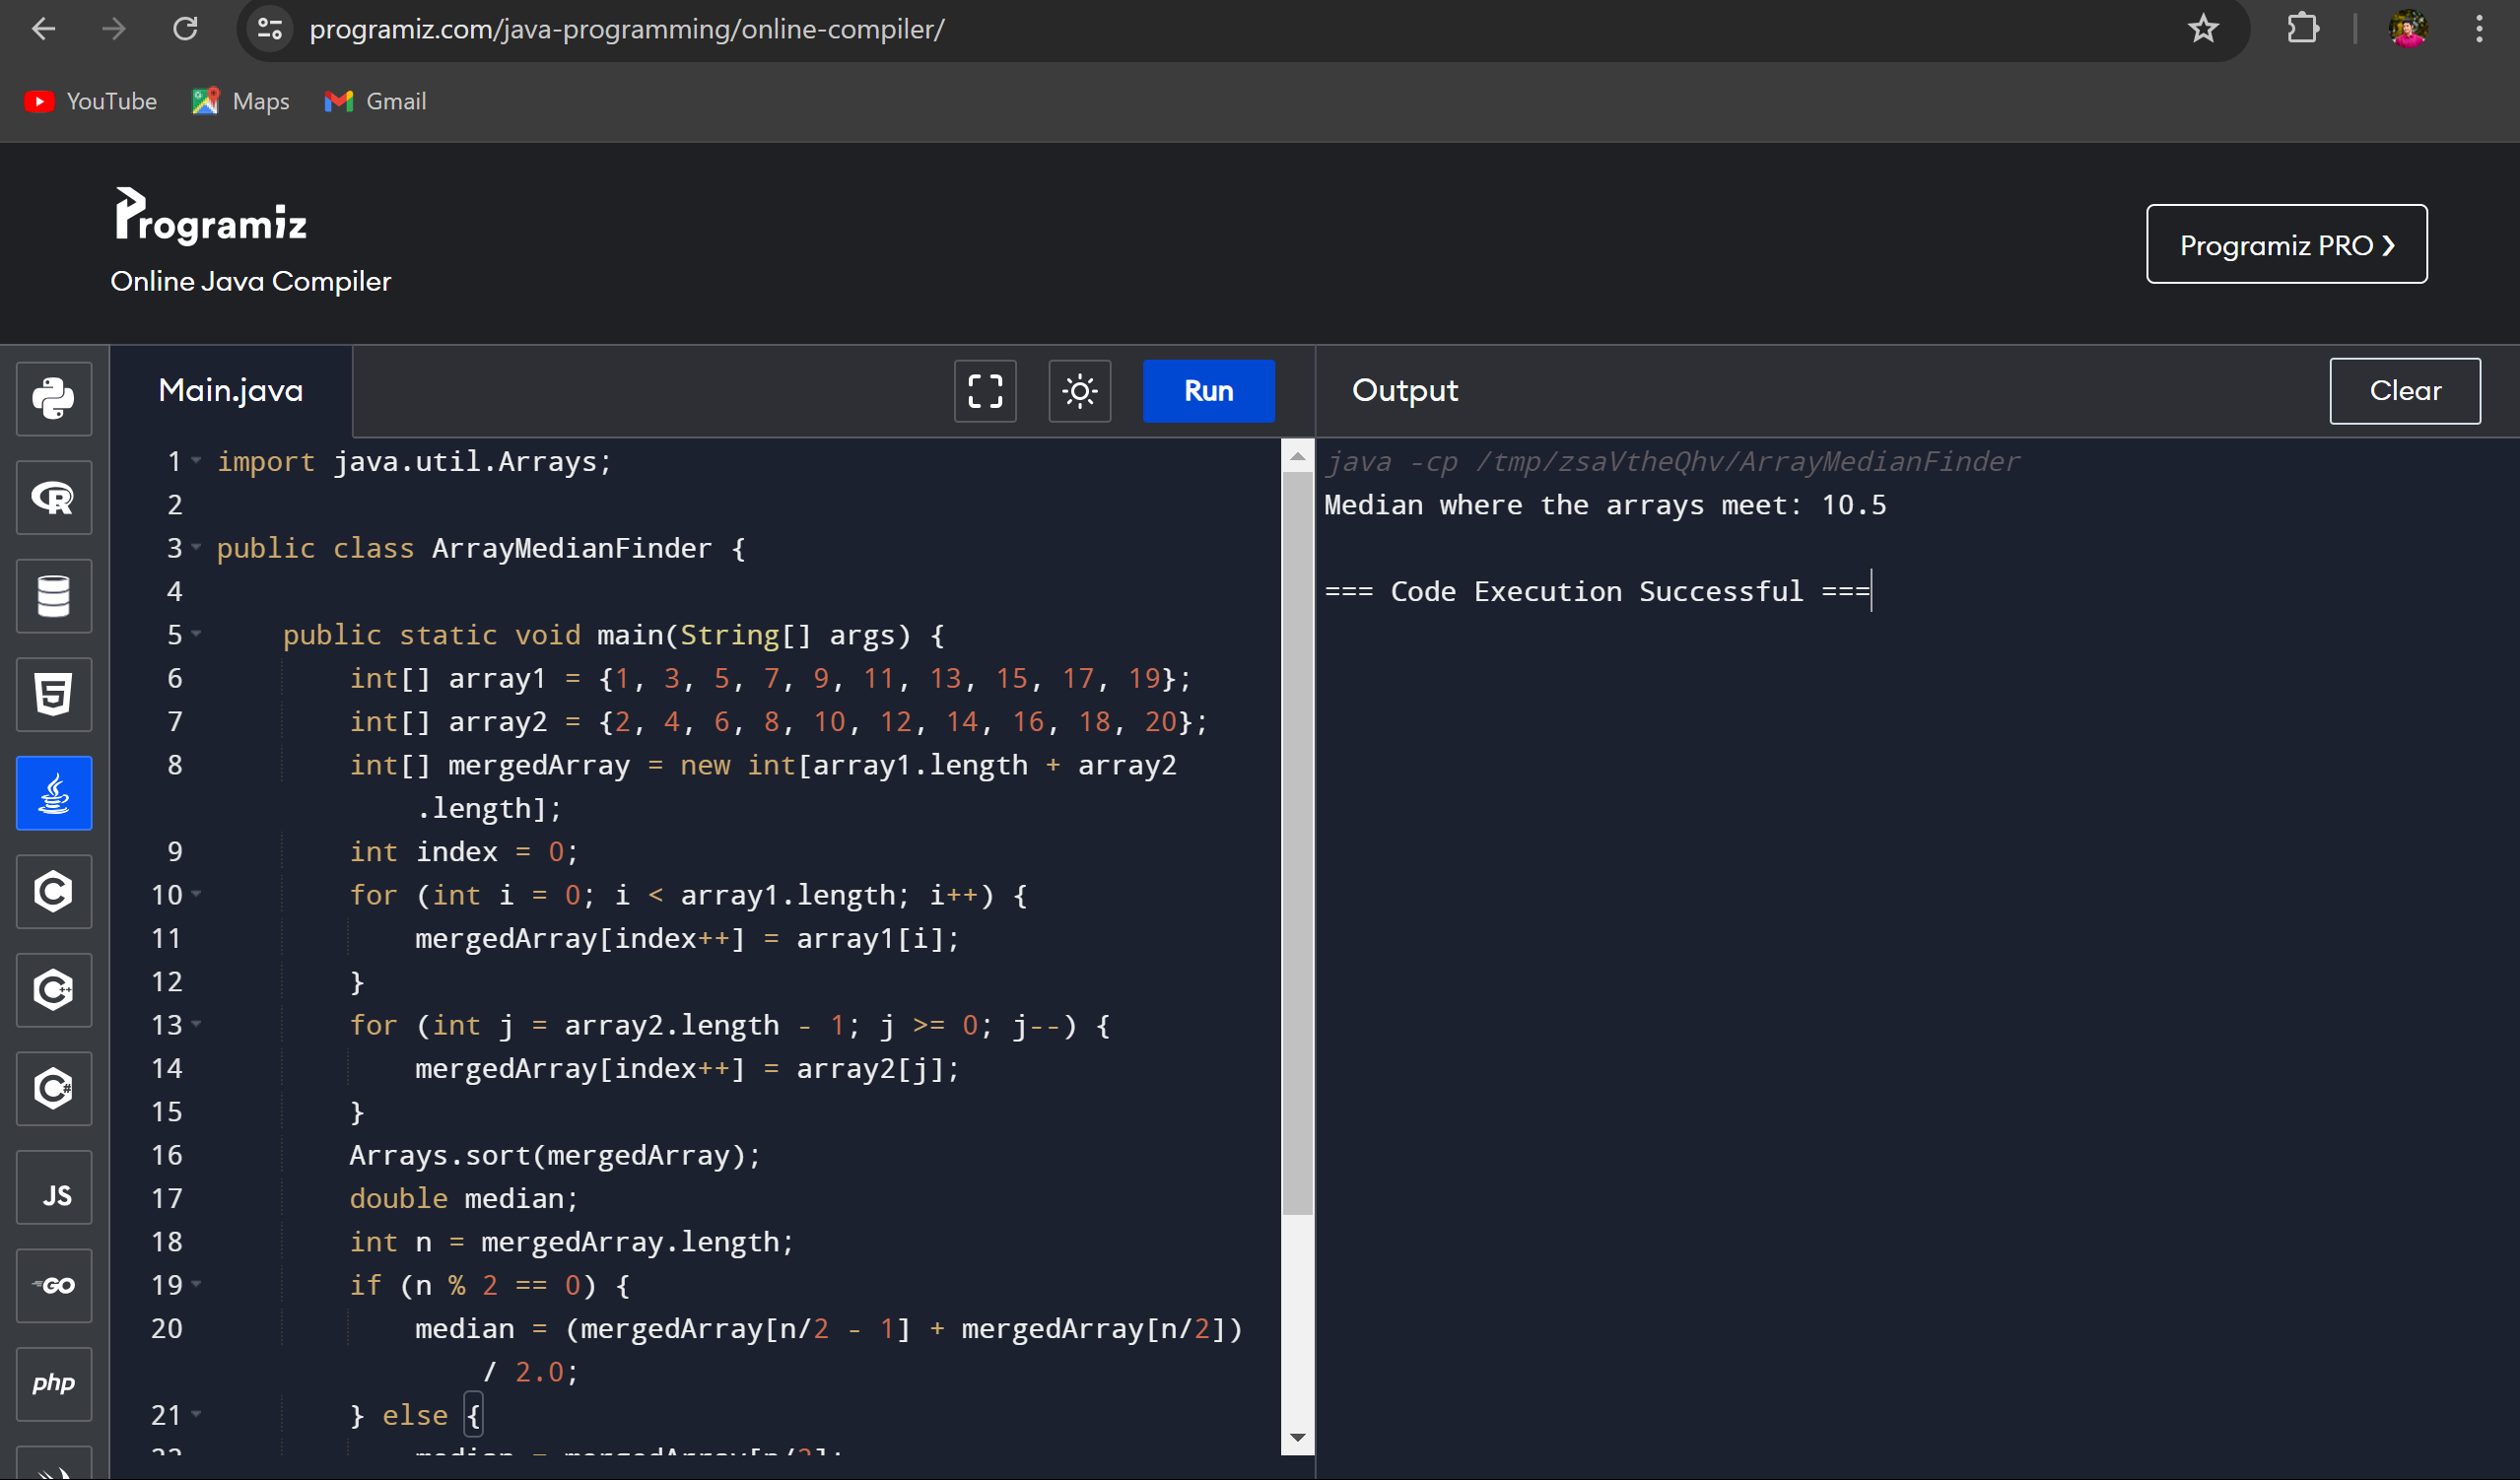 programiz.com/java-programming/online-compiler/
YouTube Maps Gmail
Programiz
Online Java Compiler
Programiz PRO ❯
Main.java
Run
Output
Clear
1 import java.util.Arrays;
2
3 public class ArrayMedianFinder {
4
5 public static void main(String[] args) {
6 int[] array1 = {1, 3, 5, 7, 9, 11, 13, 15, 17, 19};
7 int[] array2 = {2, 4, 6, 8, 10, 12, 14, 16, 18, 20};
8 int[] mergedArray = new int[array1.length + array2
.length];
9 int index = 0;
10 for (int i = 0; i < array1.length; i++) {
11 mergedArray[index++] = array1[i];
12 }
13 for (int j = array2.length - 1; j >= 0; j--) {
14 mergedArray[index++] = array2[j];
15 }
16 Arrays.sort(mergedArray);
17 double median;
18 int n = mergedArray.length;
19 if (n % 2 == 0) {
20 median = (mergedArray[n/2 - 1] + mergedArray[n/2])
/ 2.0;
21 } else {
22 median = mergedArray[n/2];
java -cp /tmp/zsaVtheQhv/ArrayMedianFinder
Median where the arrays meet: 10.5
=== Code Execution Successful ===
R
5
C
C++
C#
JS
GO
php